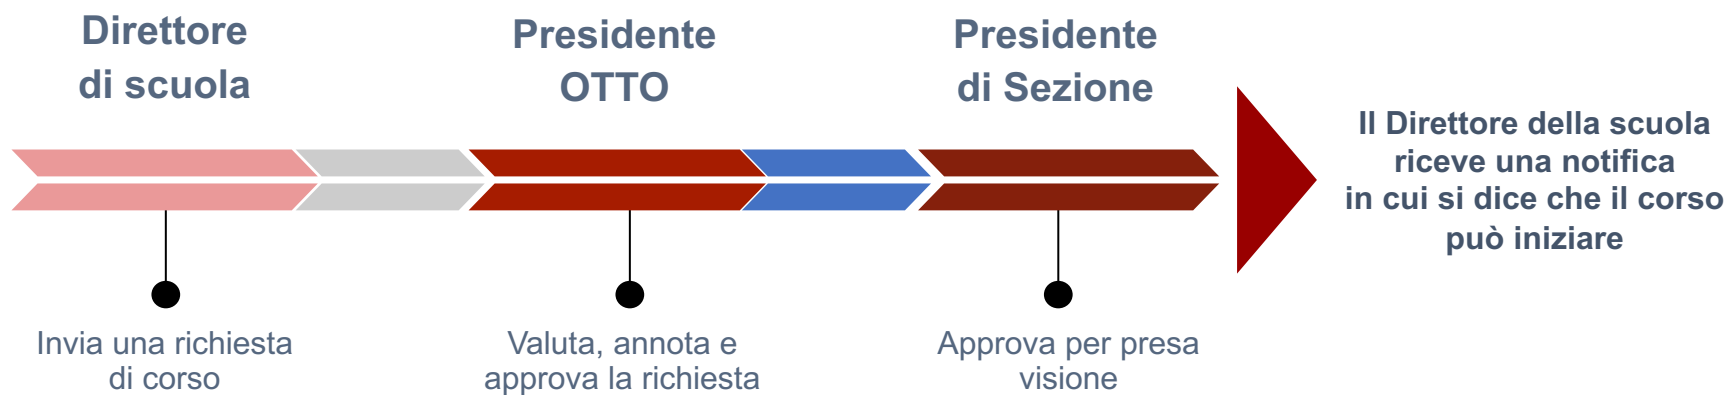 Direttore
di scuola
Presidente
OTTO
Presidente
di Sezione
Il Direttore della scuola
riceve una notifica
in cui si dice che il corso
può iniziare
Invia una richiesta
di corso
Valuta, annota e
approva la richiesta
Approva per presa
visione